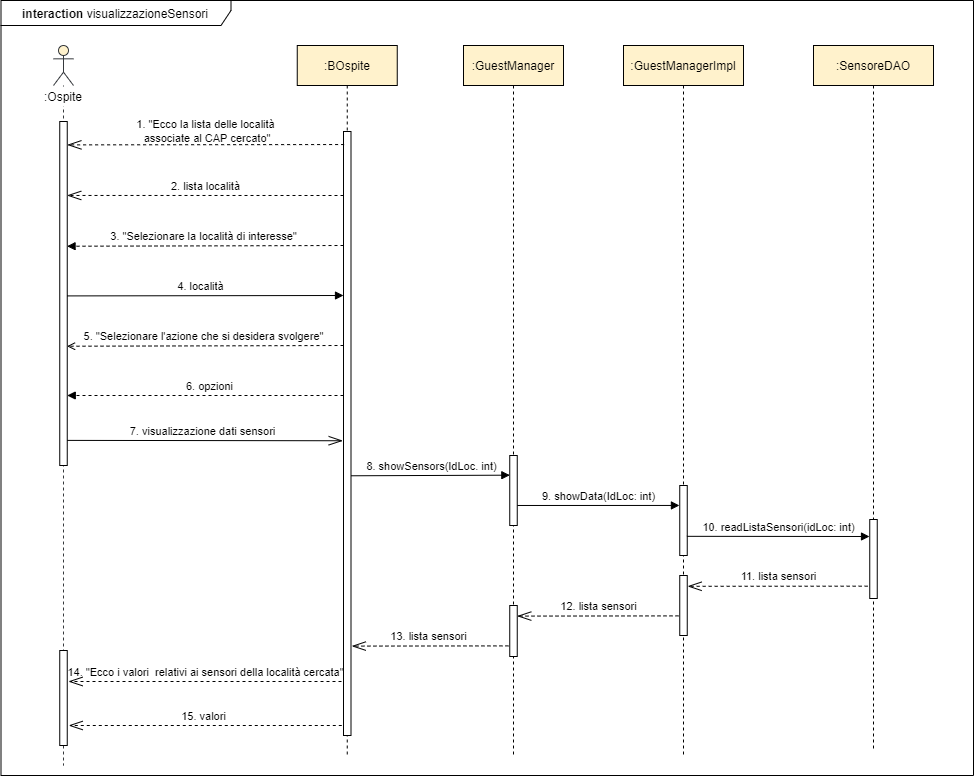 interaction visualizzazioneSensori
:Ospite
:BOspite
:GuestManager
:GuestManagerImpl
:SensoreDAO
1. "Ecco la lista delle località
associate al CAP cercato"
2. lista località
3. "Selezionare la località di interesse"
4. località
5. "Selezionare l'azione che si desidera svolgere"
6. opzioni
7. visualizzazione dati sensori
8. showSensors(IdLoc. int)
9. showData(IdLoc: int)
10. readListaSensori(idLoc: int)
11. lista sensori
12. lista sensori
13. lista sensori
14. "Ecco i valori  relativi ai sensori della località cercata"
15. valori